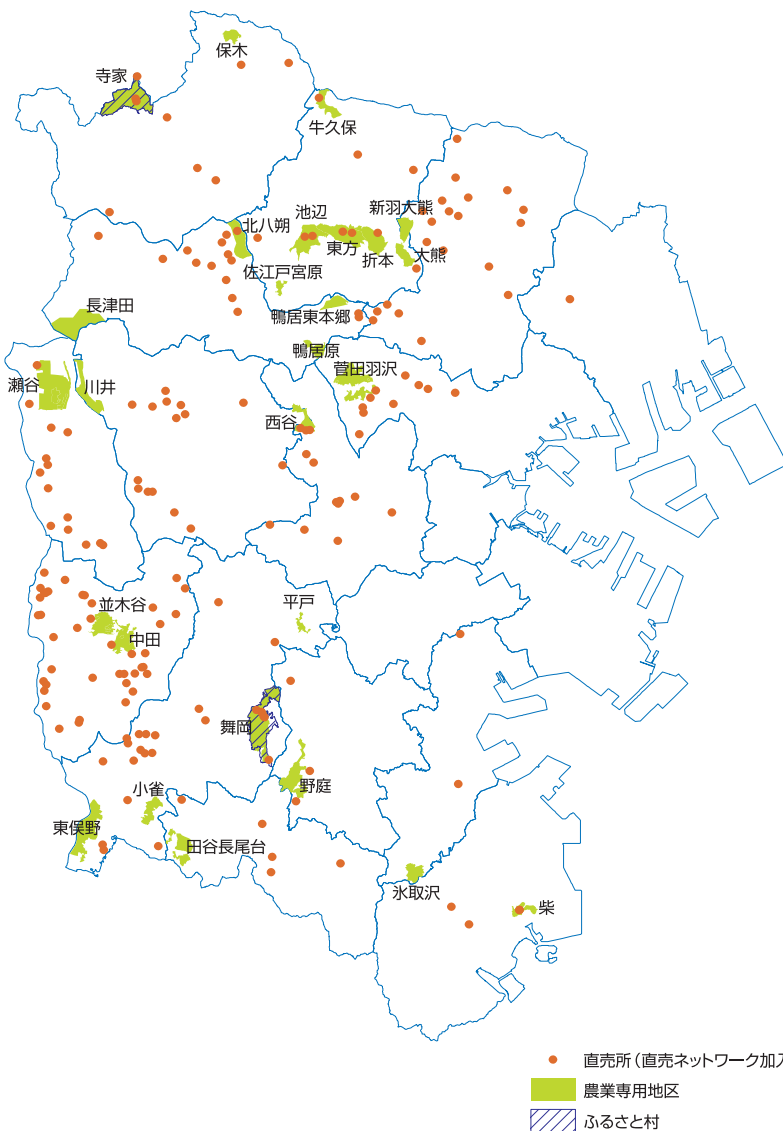 保木
寺家
牛久保
池辺
新羽大熊
北八朔
東方
折本
大熊
佐江戸宮原
長津田
鴨居東本郷
鴨居原
菅田羽沢
瀬谷
川井
西谷
並木谷
平戸
中田
舞岡
野庭
小雀
東俣野
田谷長尾台
氷取沢
柴
直売所(直売ネットワーク加入
農業専用地区
ふるさと村